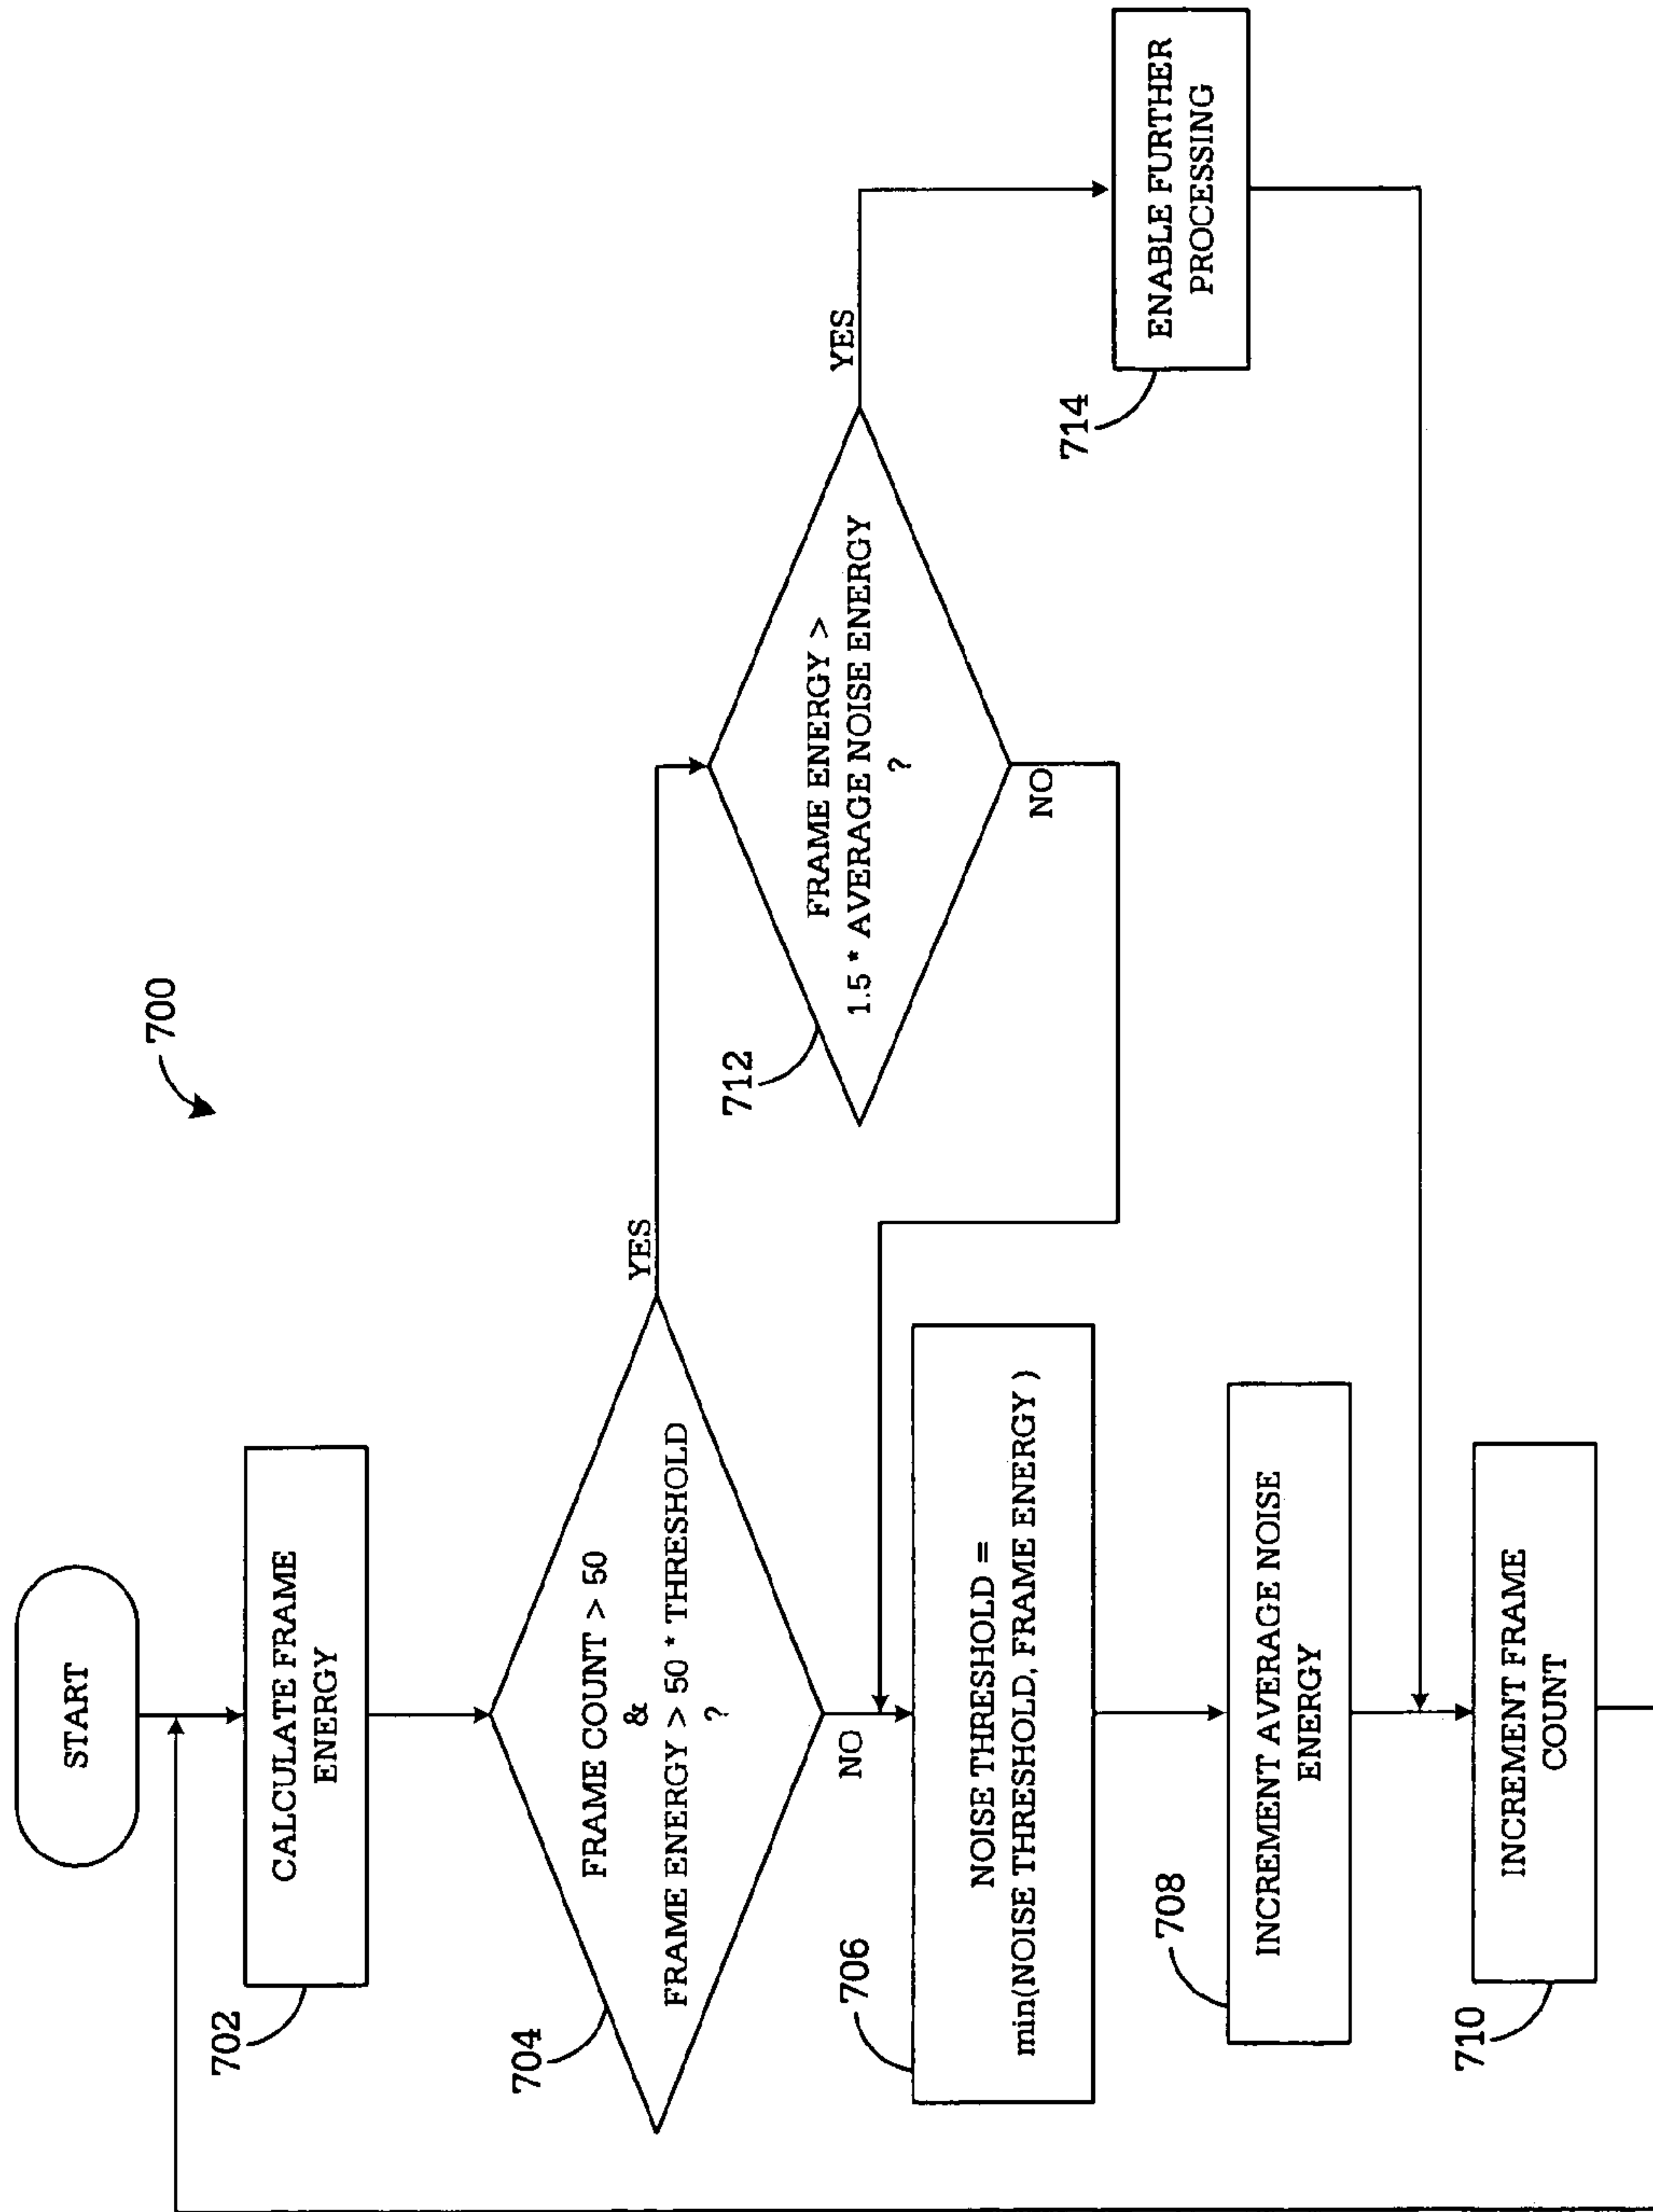 700
START
702
CALCULATE FRAME
ENERGY
704
FRAME COUNT > 50
&
FRAME ENERGY > 50 * THRESHOLD
?
YES
NO
712
FRAME ENERGY >
1.5 * AVERAGE NOISE ENERGY
?
YES
NO
706
NOISE THRESHOLD =
min(NOISE THRESHOLD, FRAME ENERGY )
714
ENABLE FURTHER
PROCESSING
708
INCREMENT AVERAGE NOISE
ENERGY
710
INCREMENT FRAME
COUNT